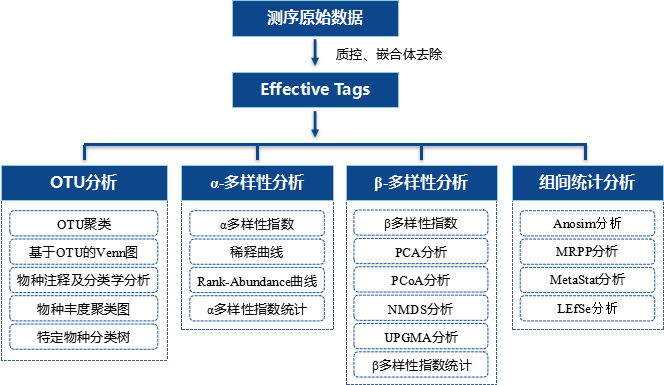 测序原始数据
质控、嵌合体去除
Effective Tags
OTU分析
OTU聚类
基于OTU的Venn图
物种注释及分类学分析
物种丰度聚类图
特定物种分类树
α-多样性分析
α多样性指数
稀释曲线
Rank-Abundance曲线
α多样性指数统计
β-多样性分析
β多样性指数
PCA分析
PCoA分析
NMDS分析
UPGMA分析
β多样性指数统计
组间统计分析
Anosim分析
MRPP分析
MetaStat分析
LEfSe分析